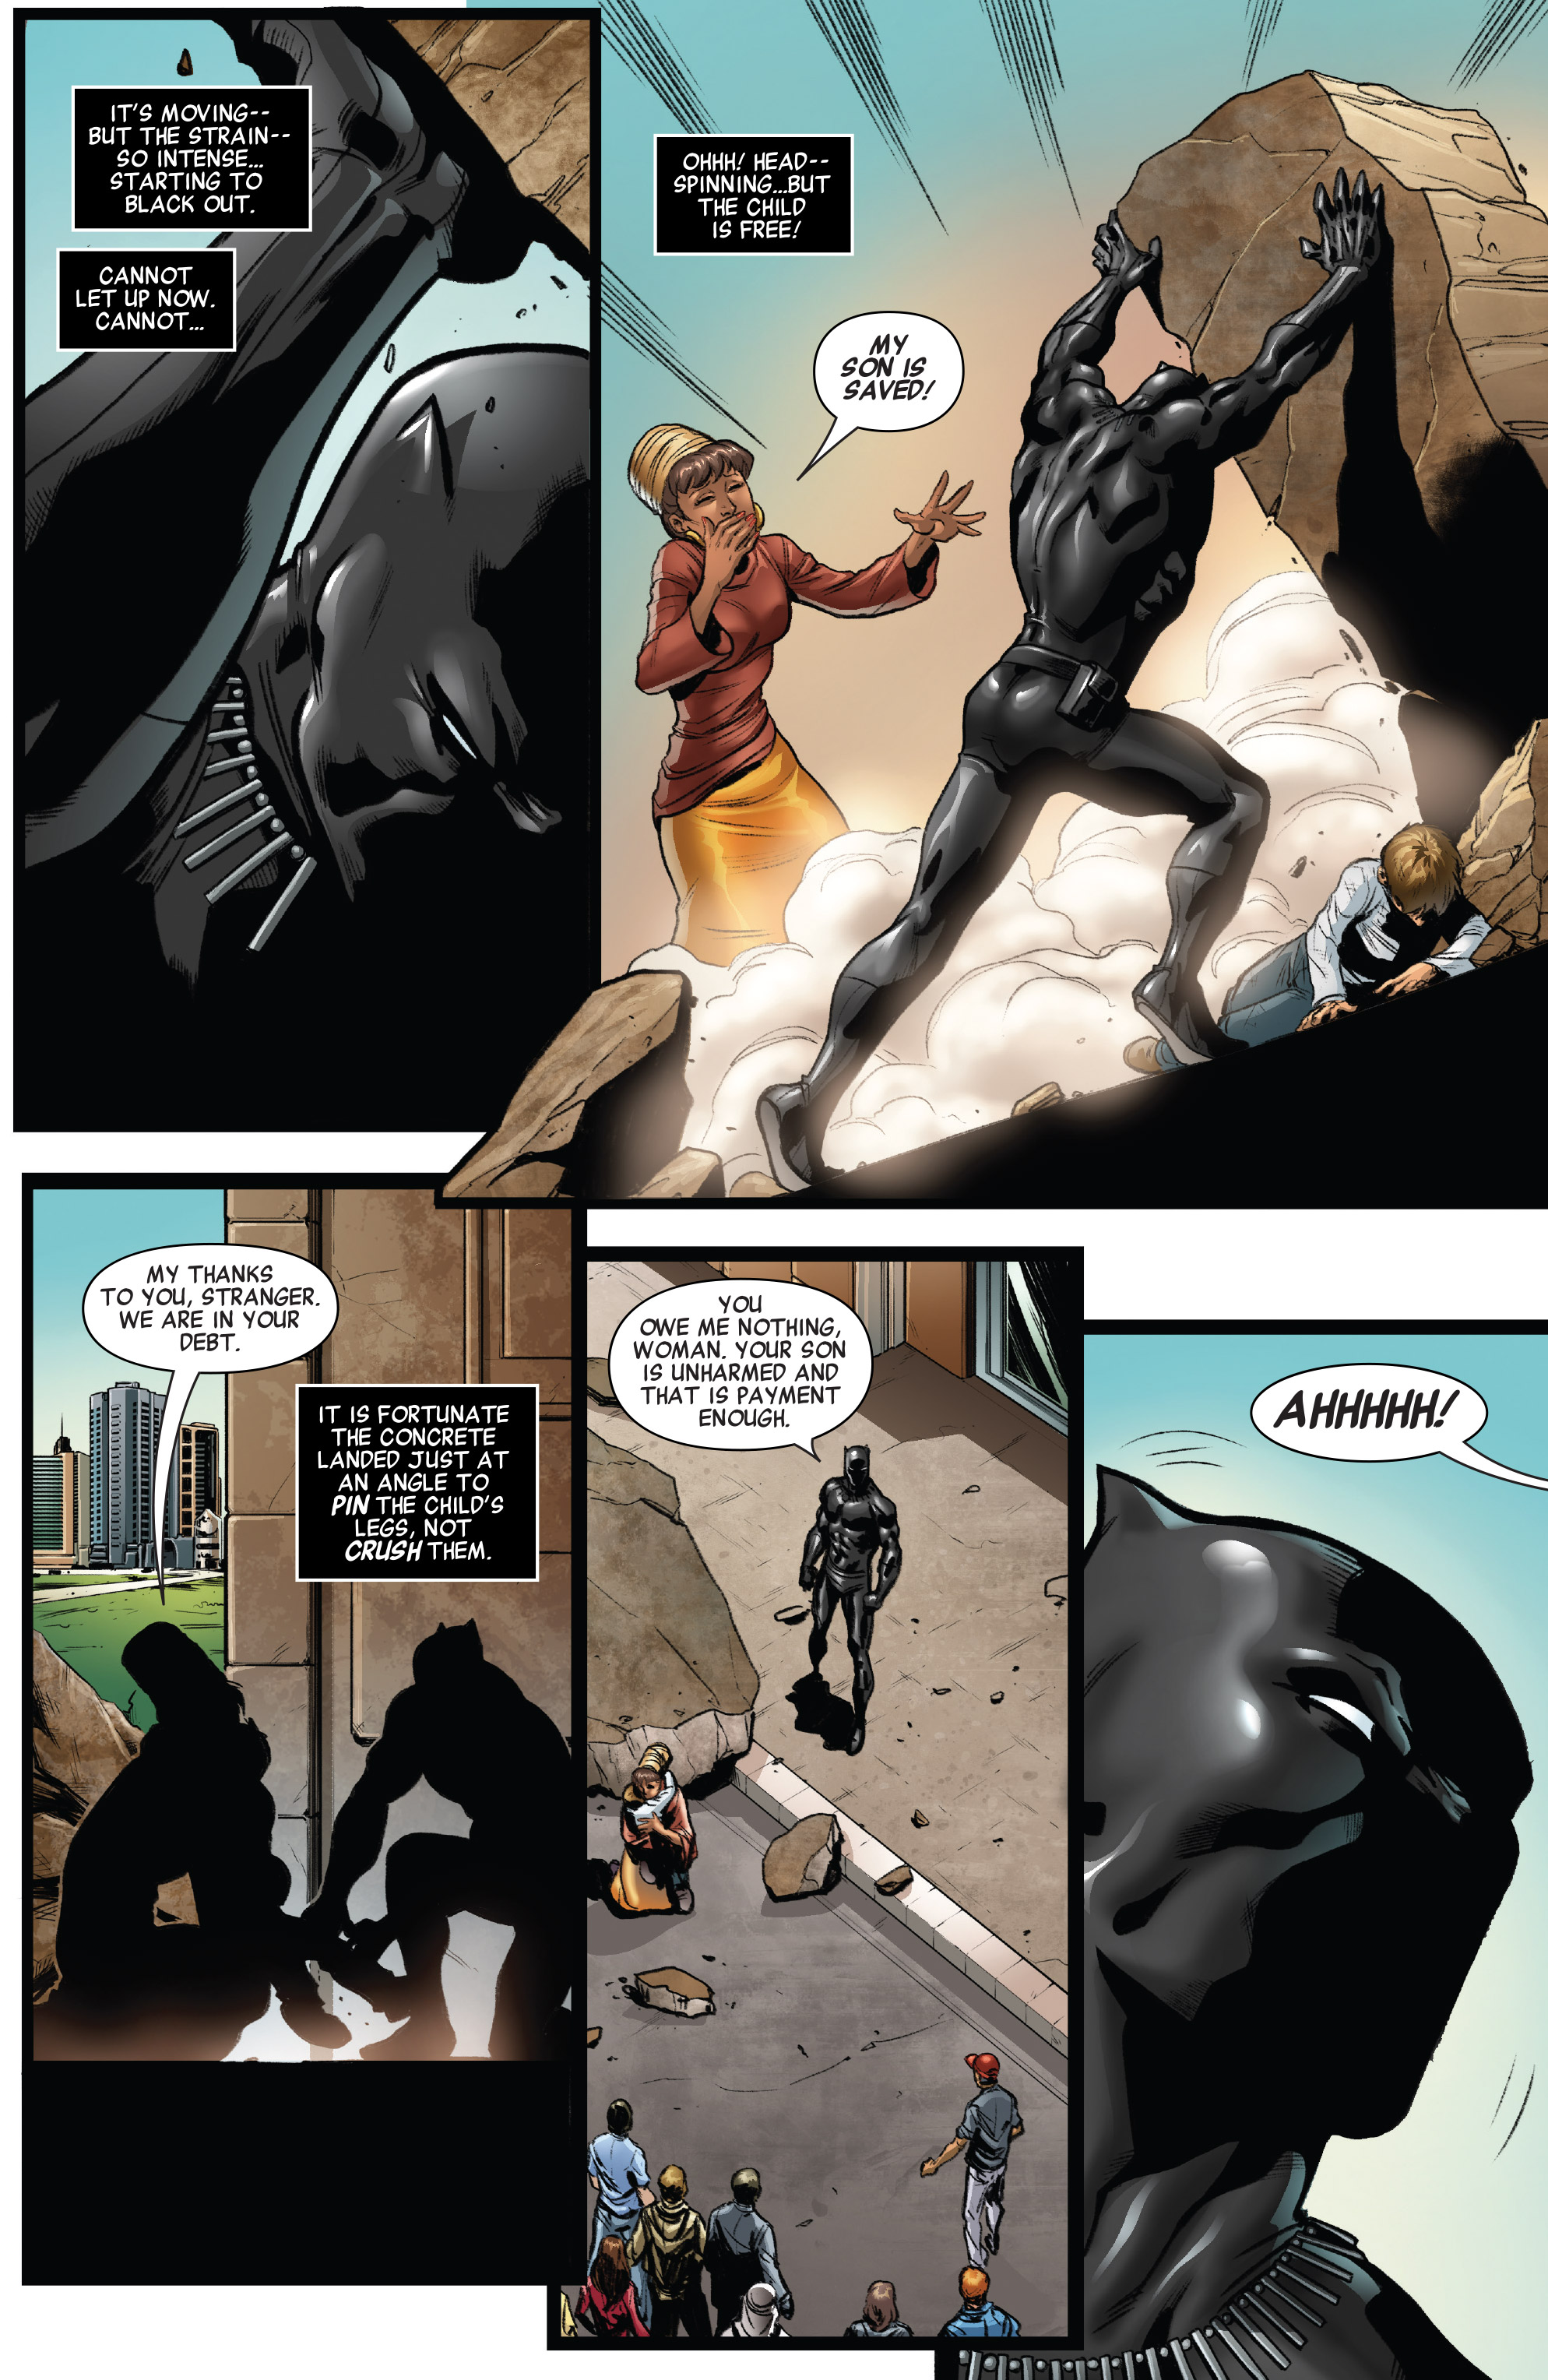 IT'S MOVING--
BUT THE STRAIN--
SO INTENSE...
STARTING TO
BLACK OUT.
CANNOT
LET UP NOW.
CANNOT...
OHHH! HEAD--
SPINNING...BUT
THE CHILD
IS FREE!
MY
SON IS
SAVED!
MY THANKS
TO YOU, STRANGER.
WE ARE IN YOUR
DEBT.
IT IS FORTUNATE
THE CONCRETE
LANDED JUST AT
AN ANGLE TO
PIN THE CHILD'S
LEGS, NOT
CRUSH THEM.
YOU
OWE ME NOTHING,
WOMAN. YOUR SON
IS UNHARMED AND
THAT IS PAYMENT
ENOUGH.
AHHHHH!